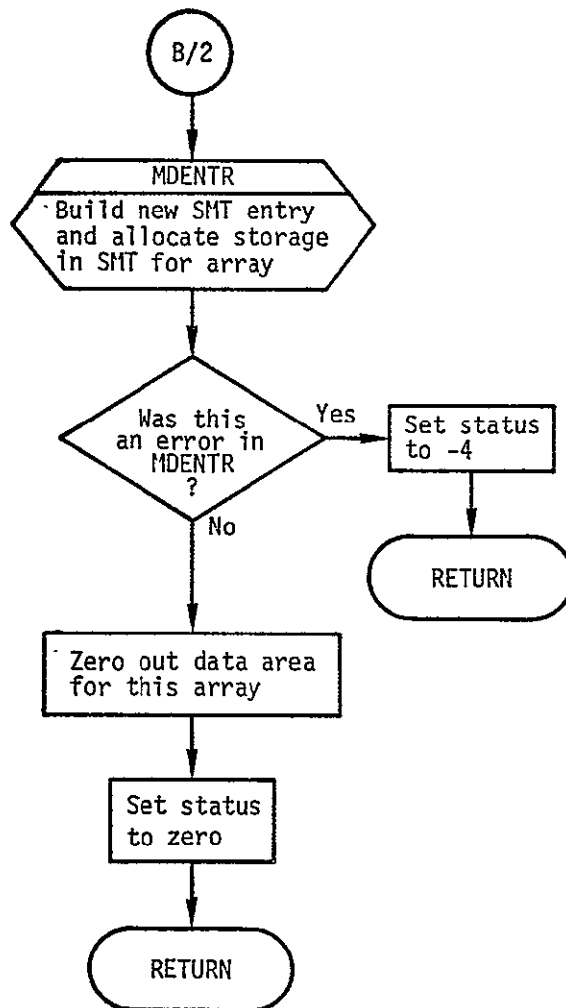 B/2
MDENTR
Build new SMT entry
and allocate storage
in SMT for array
Was this
an error in
MDENTR
?
Yes
Set status
to -4
RETURN
No
Zero out data area
for this array
Set status
to zero
RETURN